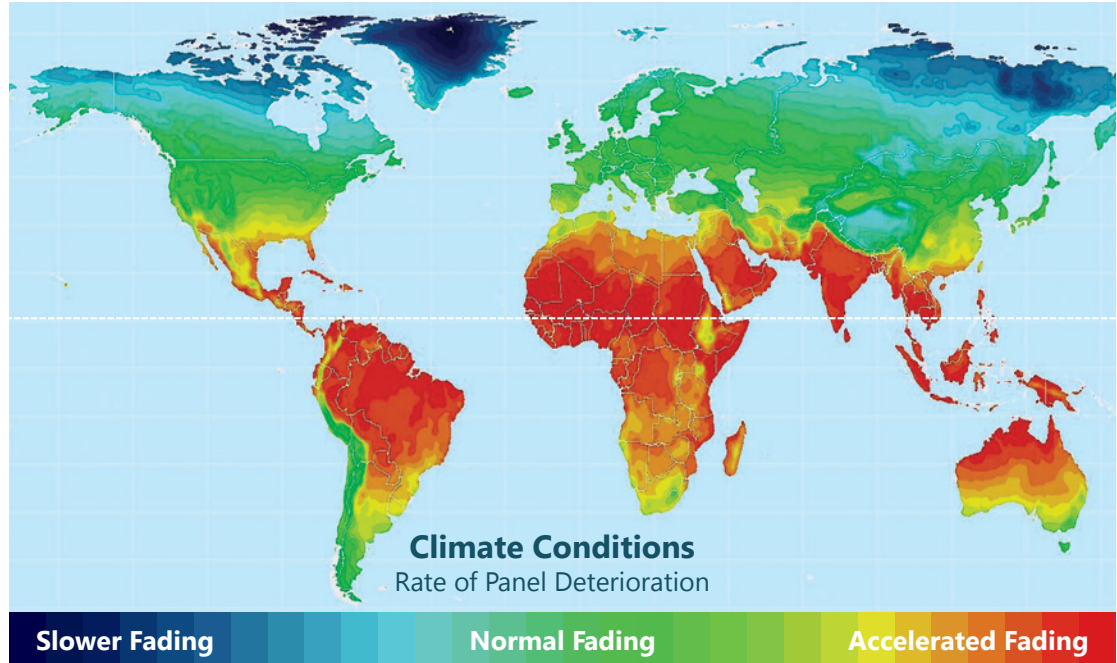 Climate Conditions
Rate of Panel Deterioration
Slower Fading Normal Fading Accelerated Fading